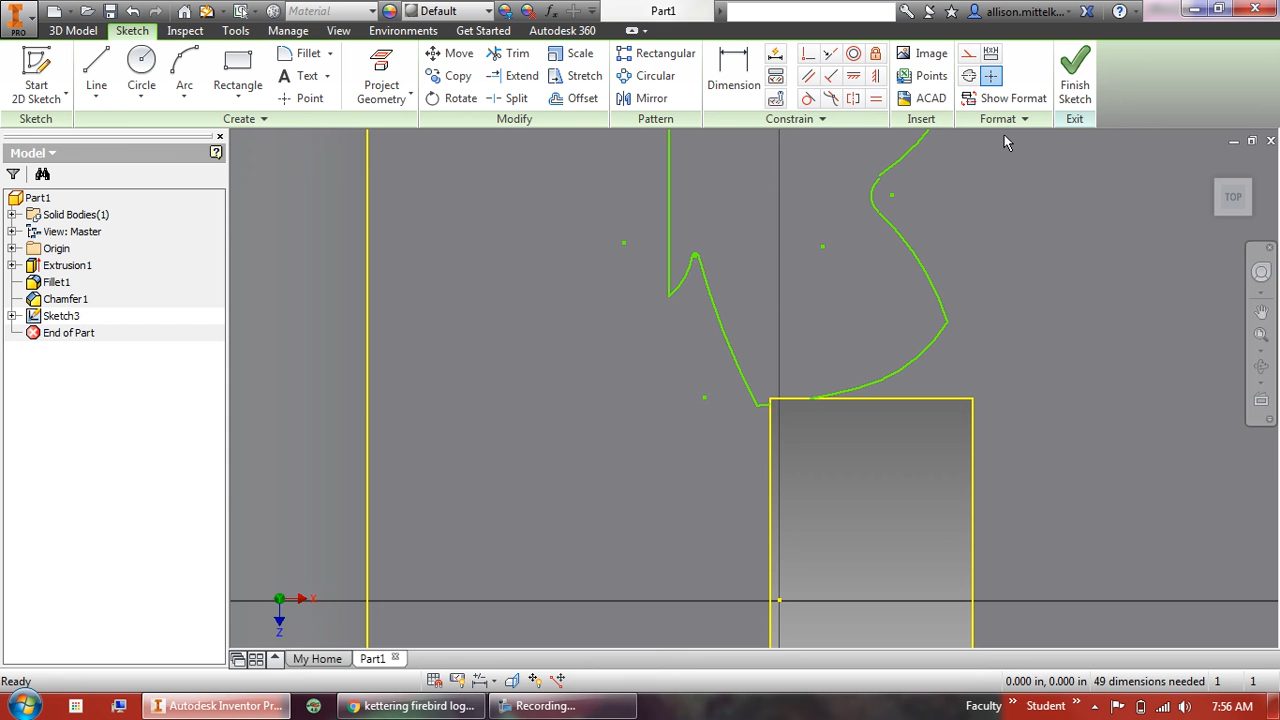 PRO
Material
Default
Part1
allison.mittelk...
3D Model
Sketch
Inspect
Tools
Manage
View
Environments
Get Started
Autodesk 360
Start
2D Sketch
Line
Circle
Arc
Rectangle
Fillet
Text
Point
Project
Geometry
Move
Copy
Rotate
Trim
Extend
Split
Scale
Stretch
Offset
Rectangular
Circular
Mirror
Dimension
Image
Points
ACAD
Show Format
Finish
Sketch
Sketch
Create
Modify
Pattern
Constrain
Insert
Format
Exit
Model
Part1
Solid Bodies(1)
View: Master
Origin
Extrusion1
Fillet1
Chamfer1
Sketch3
End of Part
TOP
X
Z
My Home
Part1
Ready
0.000 in, 0.000 in
49 dimensions needed
1
1
Autodesk Inventor Pr...
kettering firebird log...
Recording...
Faculty
Student
7:56 AM